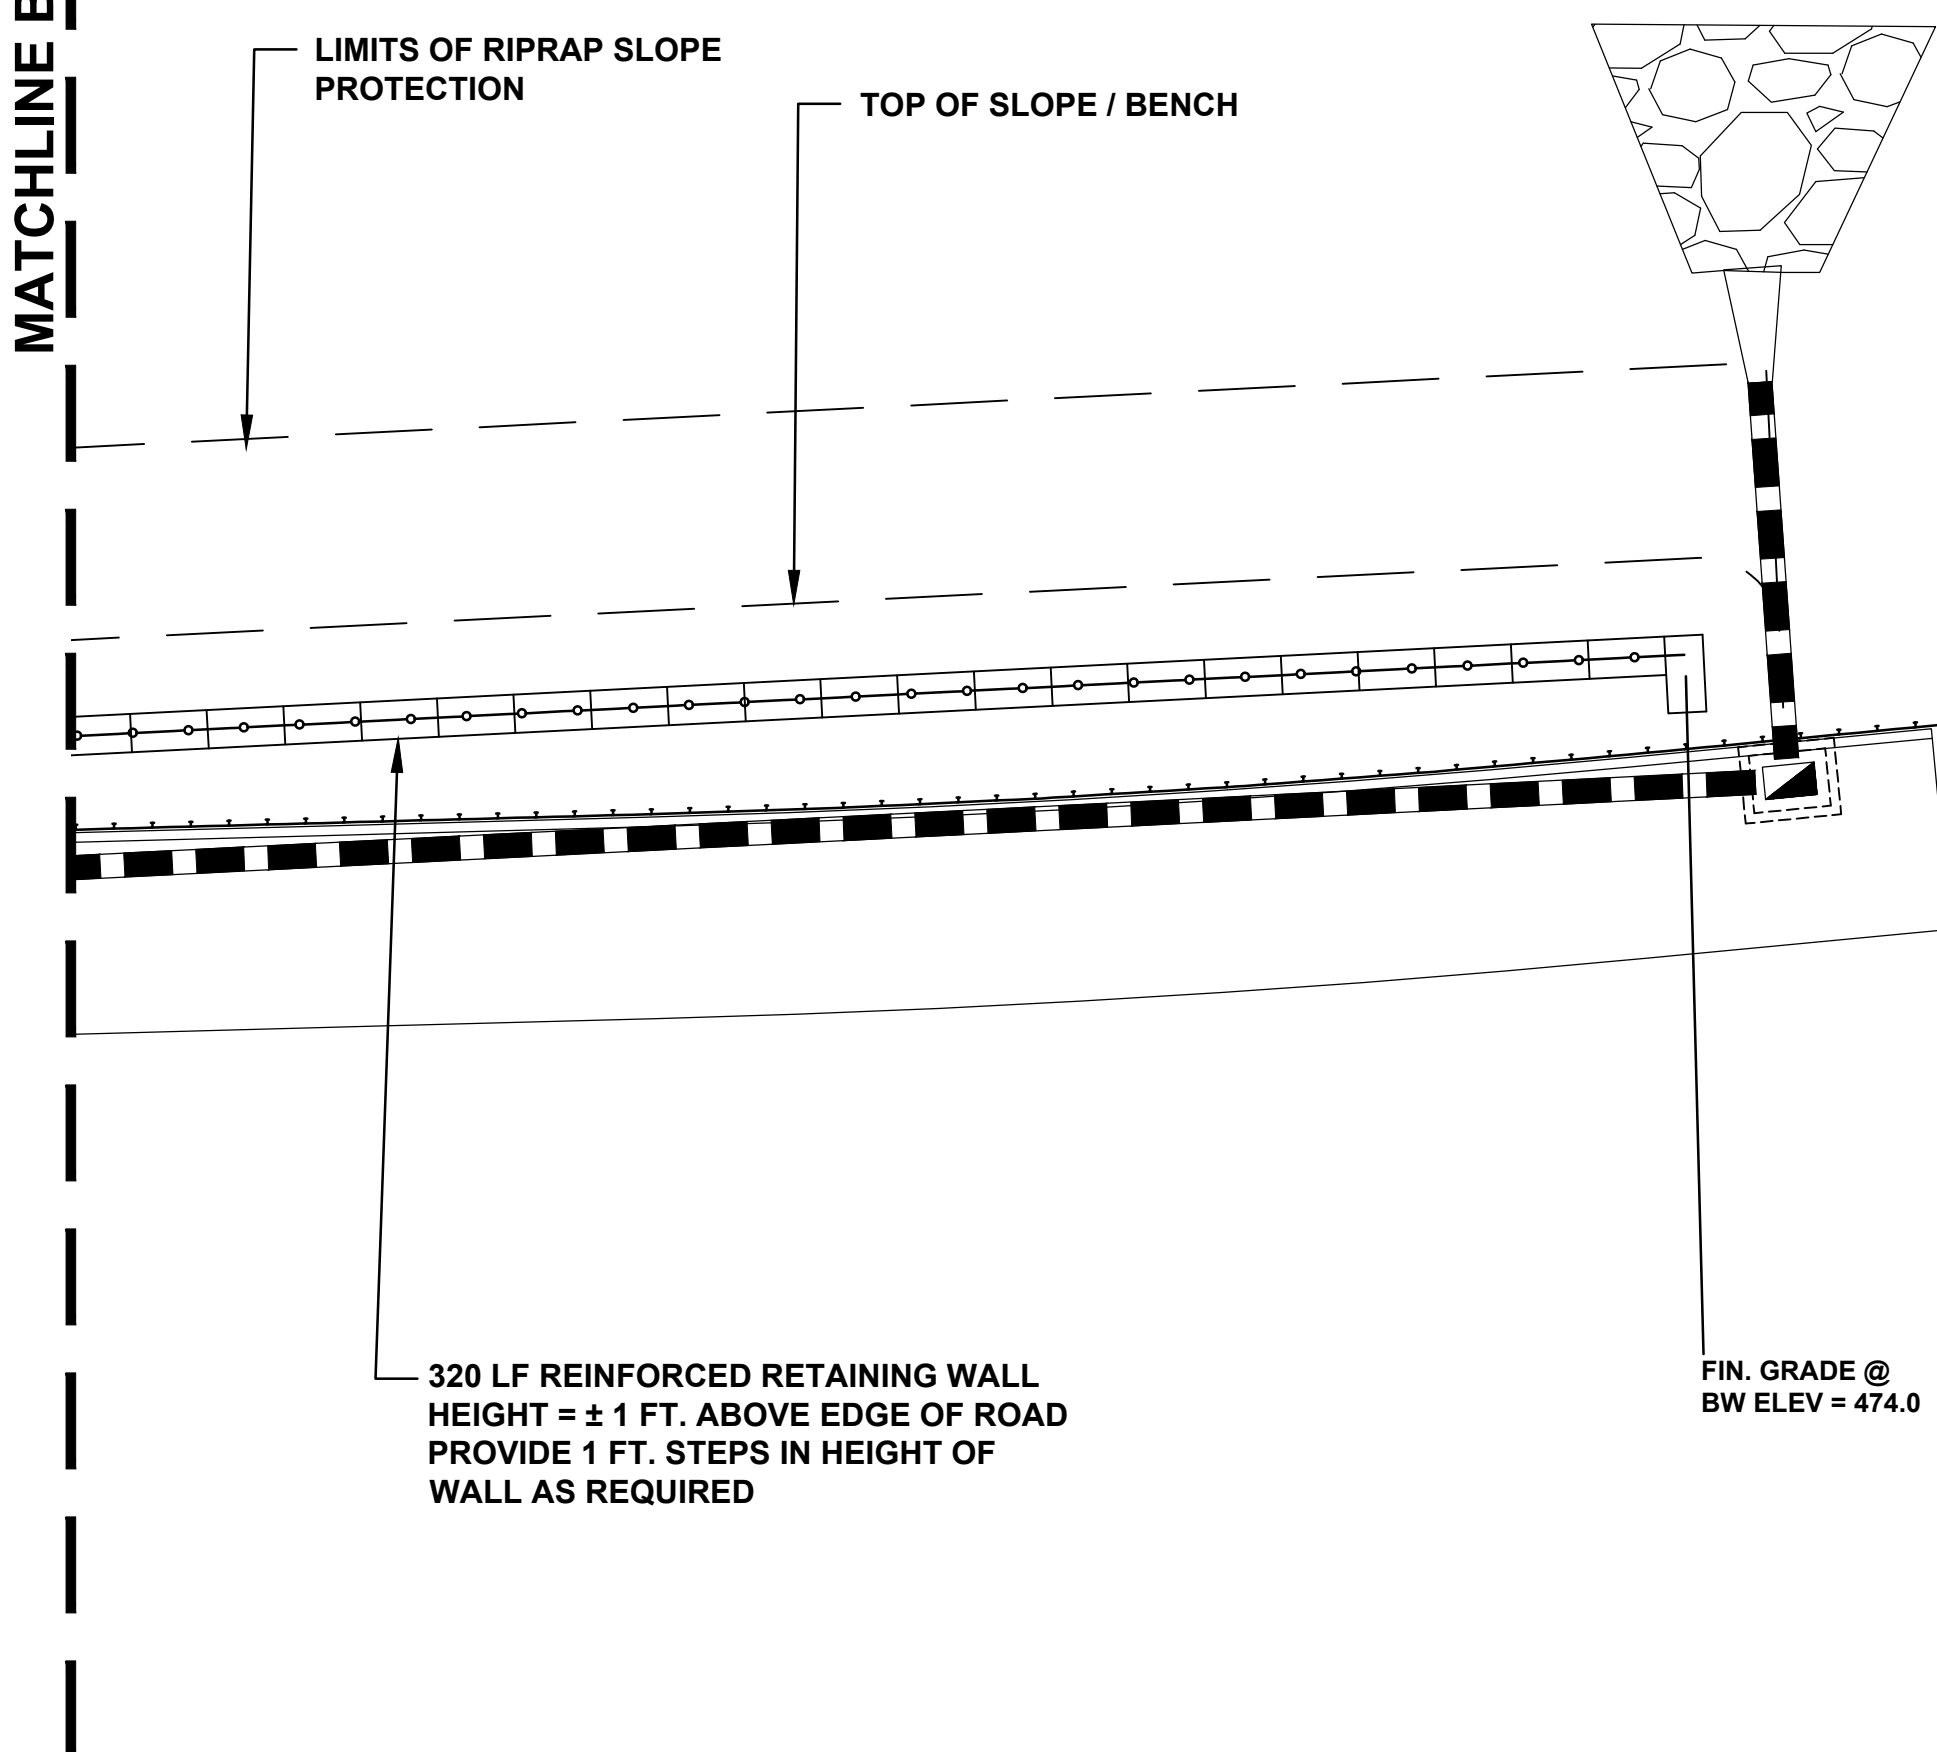 MATCHLINE B
LIMITS OF RIPRAP SLOPE
PROTECTION
TOP OF SLOPE / BENCH
320 LF REINFORCED RETAINING WALL
HEIGHT = ± 1 FT. ABOVE EDGE OF ROAD
PROVIDE 1 FT. STEPS IN HEIGHT OF
WALL AS REQUIRED
FIN. GRADE @
BW ELEV = 474.0